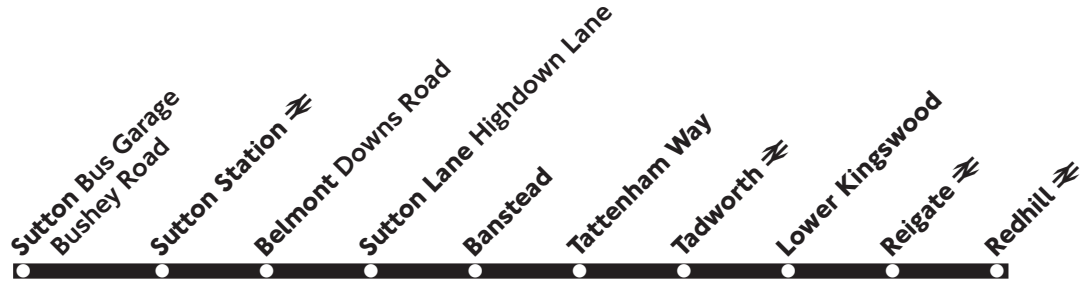 Sutton Bus Garage
Bushey Road
Sutton Station
Belmont Downs Road
Sutton Lane Highdown Lane
Banstead
Tattenham Way
Tadworth
Lower Kingswood
Reigate
Redhill